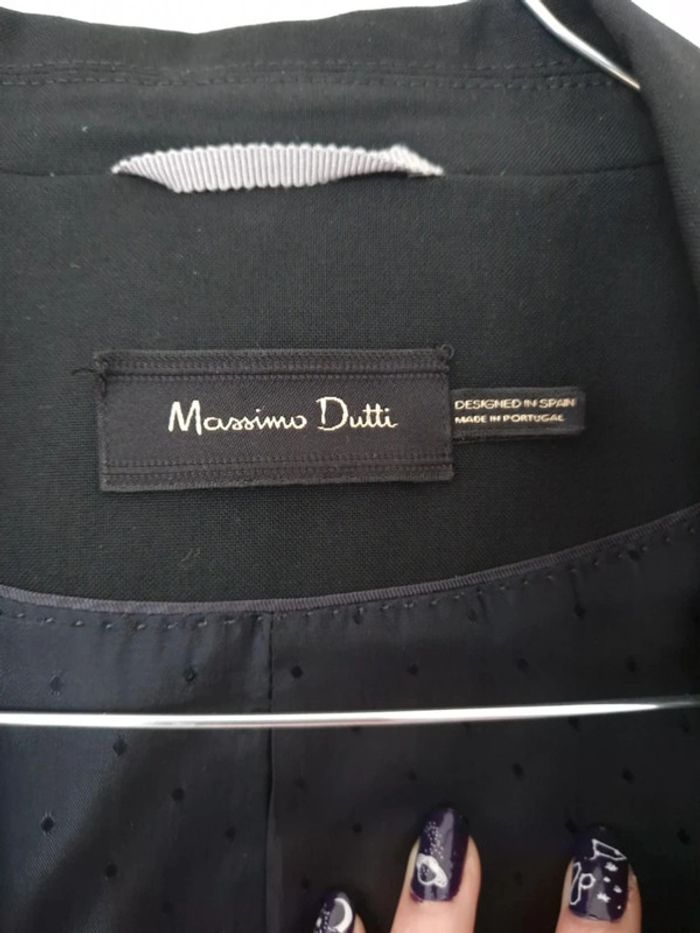 Massimo Dutti
DESIGNED IN SPAIN
MADE IN PORTUGAL